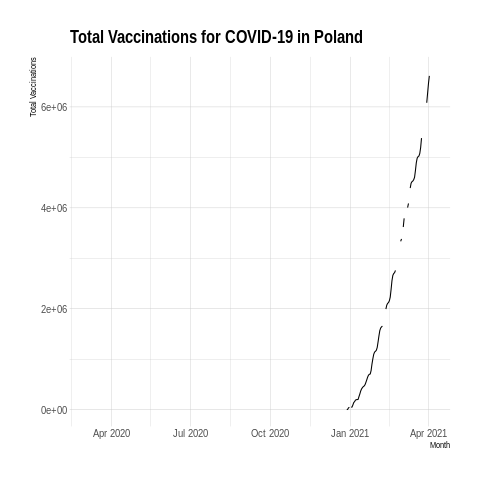 Total Vaccinations for COVID-19 in Poland
Total Vaccinations
6e+06
4e+06
2e+06
0e+00
Apr 2020 Jul 2020 Oct 2020 Jan 2021 Apr 2021
Month